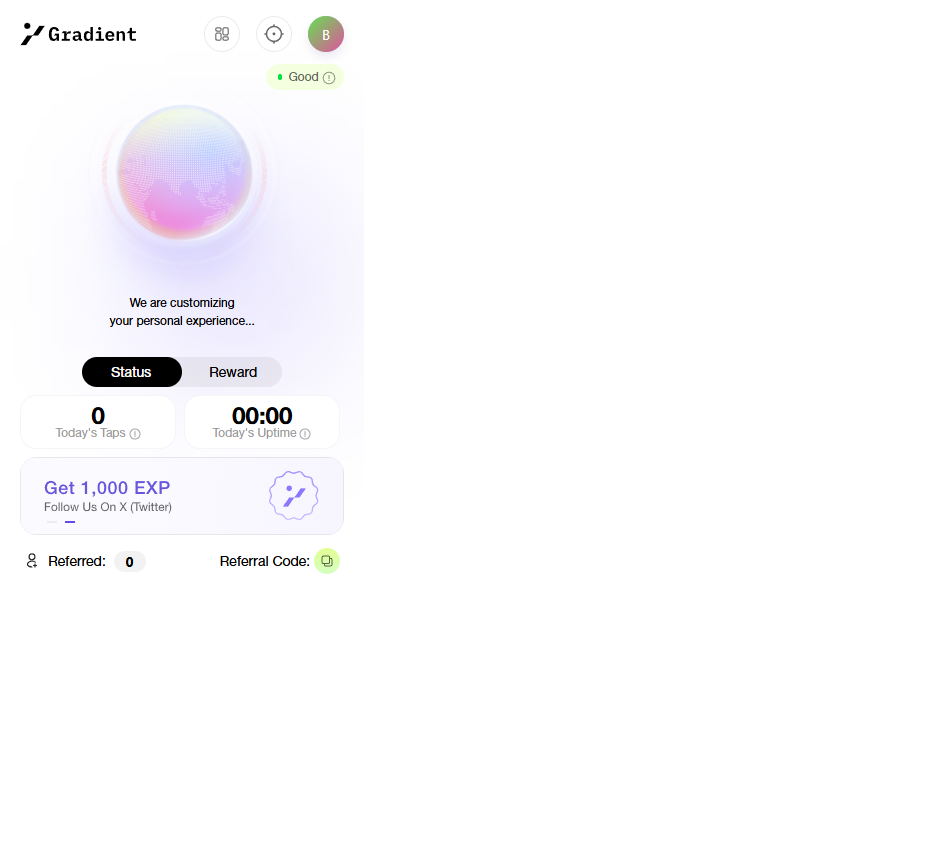 Gradient
B
Good
We are customizing
your personal experience...
Status Reward
0 00:00
Today's Taps Today's Uptime
Get 1,000 EXP
Follow Us On X (Twitter)
Referred: 0 Referral Code: